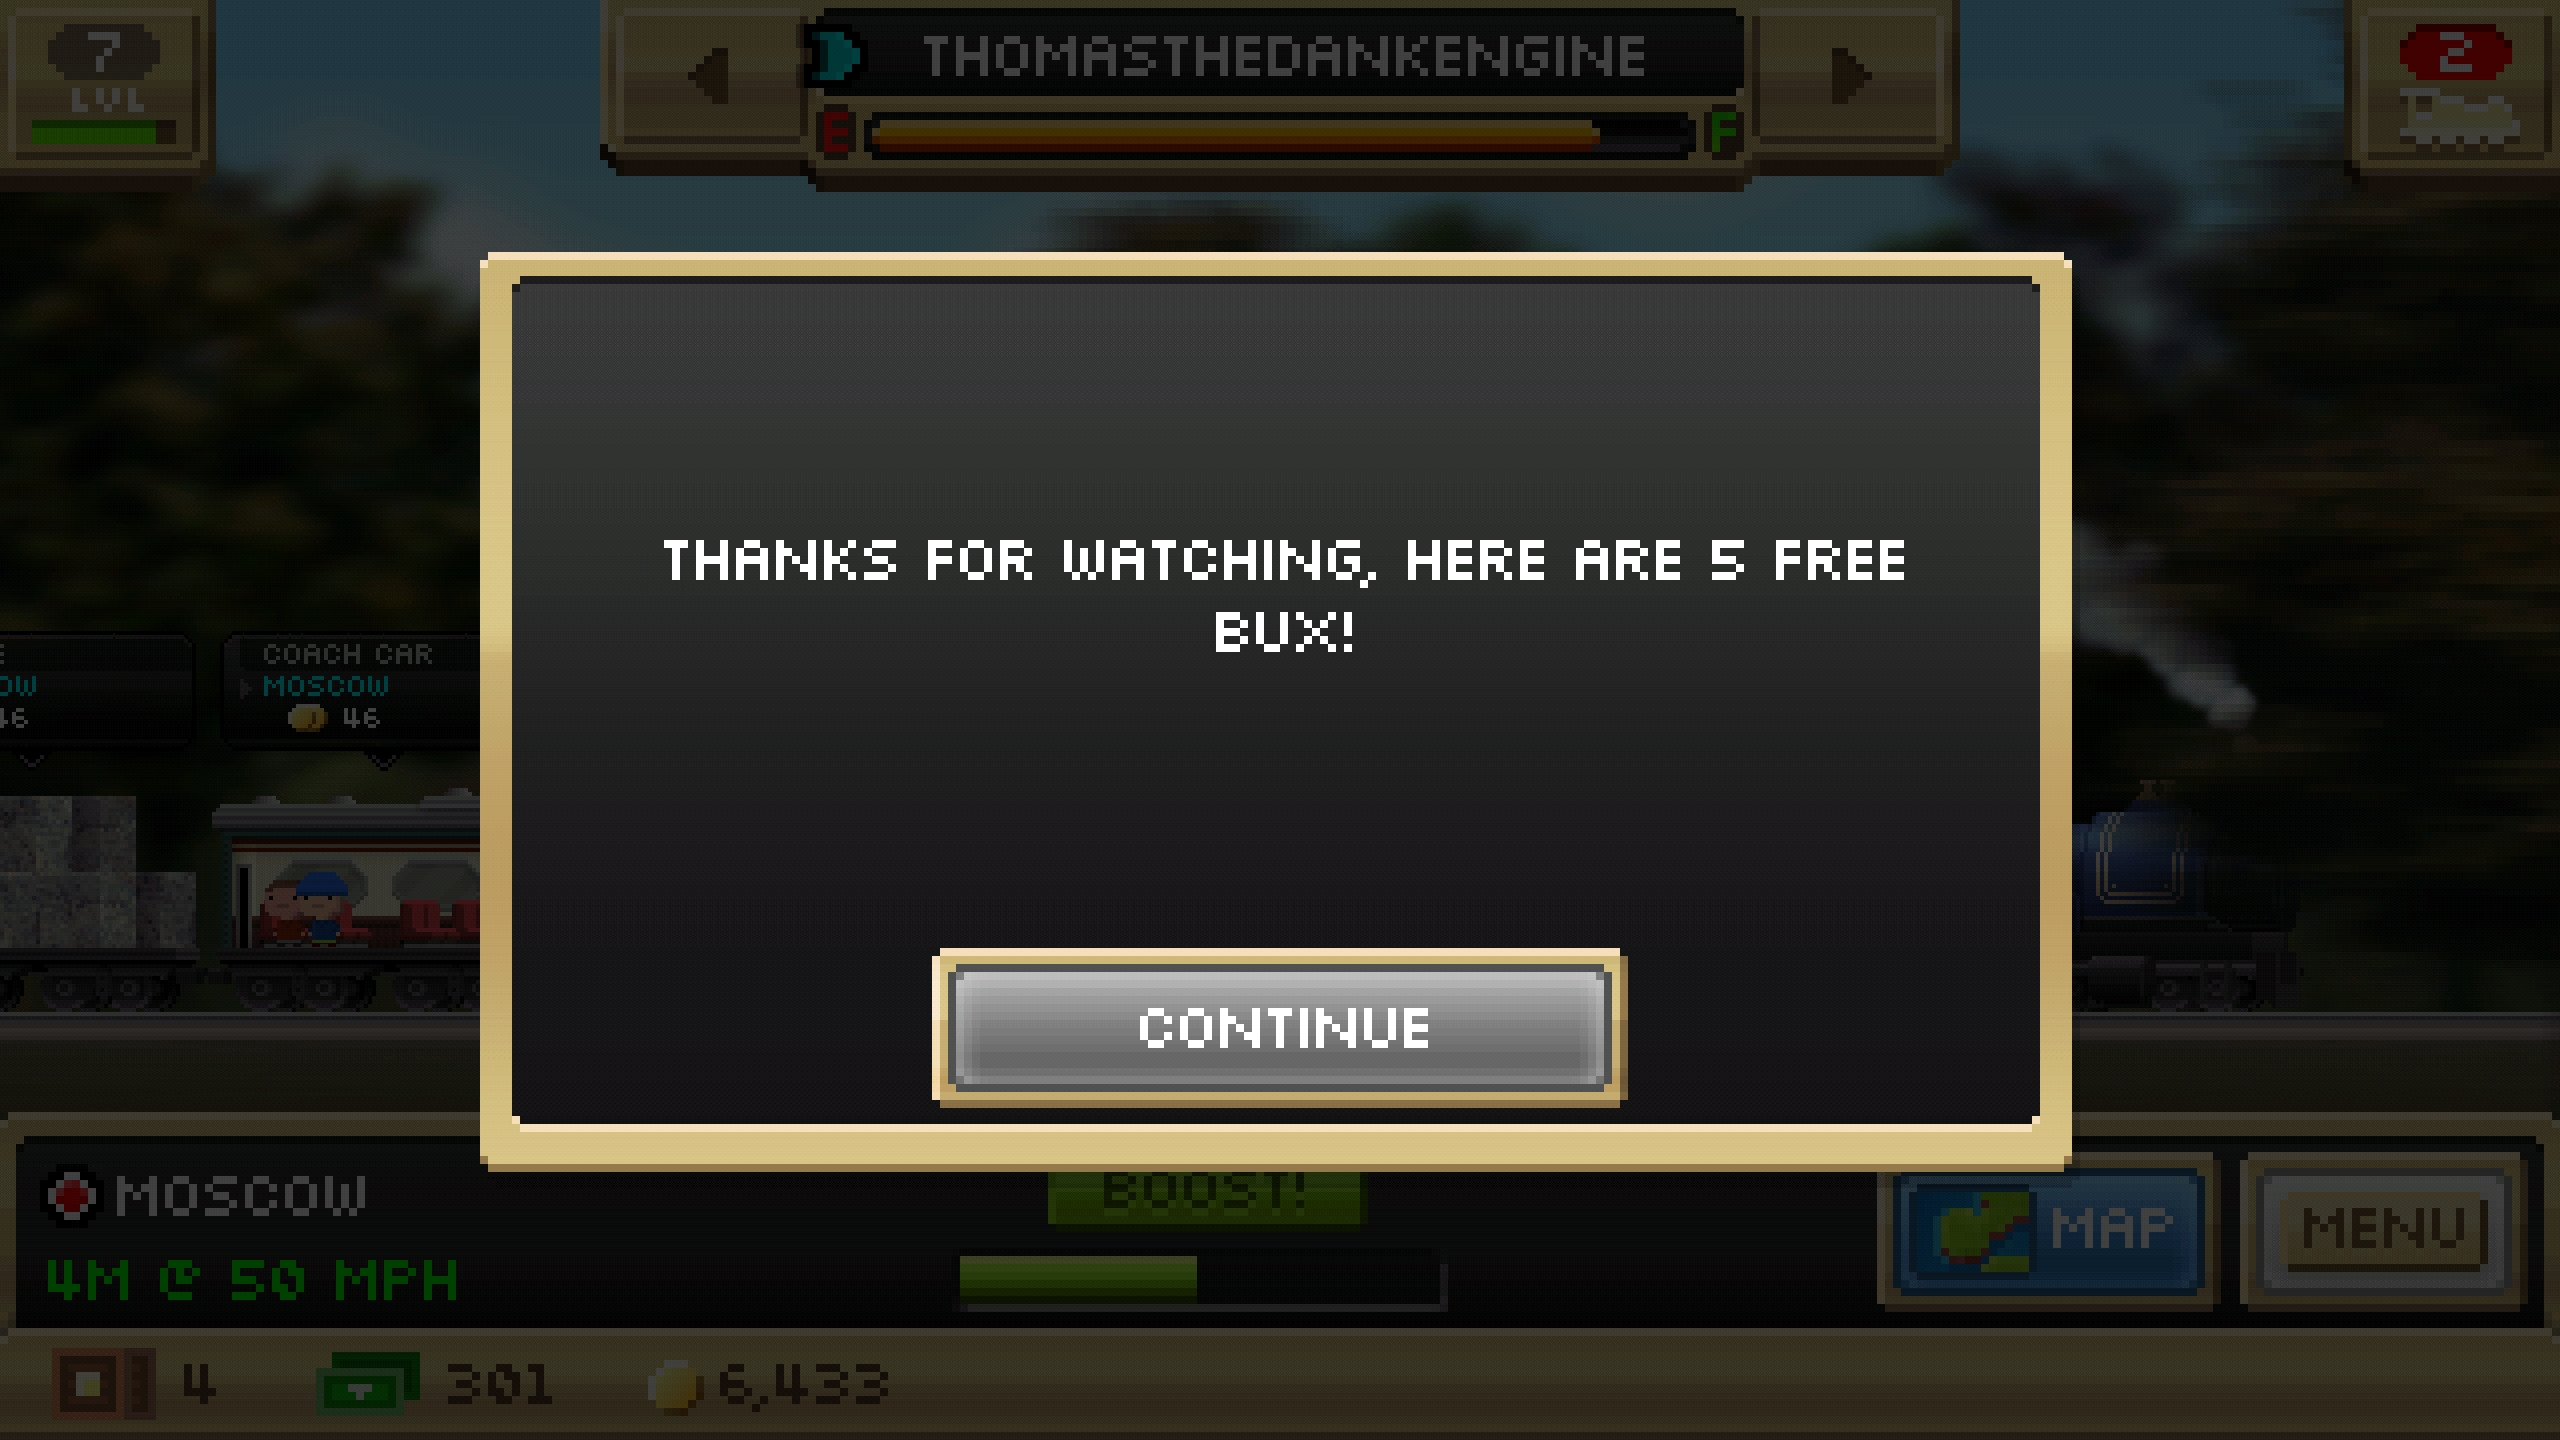 7
LVL
THOMASTHEDANKENGINE
E F
2
THANKS FOR WATCHING, HERE ARE 5 FREE
BUX!
COACH CAR
MOSCOW
46
46
CONTINUE
MOSCOW
4M @ 50 MPH
BOOST!
MAP
MENU
4
301
6,433